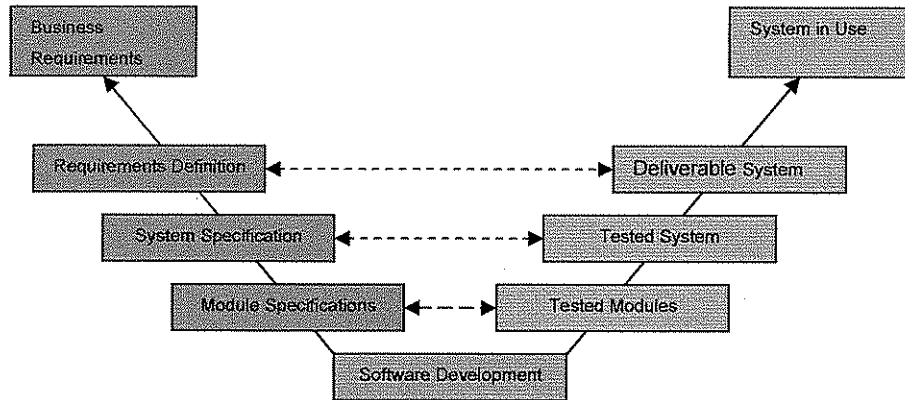 Business
Requirements
System in Use
Requirements Definition
Deliverable System
System Specification
Tested System
Module Specifications
Tested Modules
Software Development